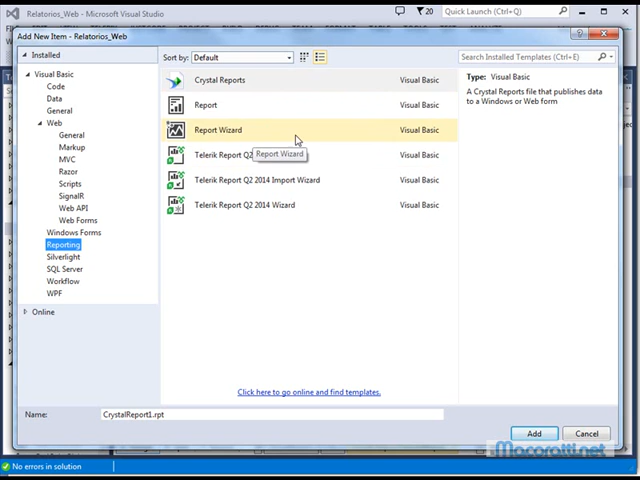 Relatorios_Web - Microsoft Visual Studio
20
Quick Launch (Ctrl+Q)
Add New Item - Relatorios_Web
Installed
Sort by:
Default
Search Installed Templates (Ctrl+E)
Visual Basic
Code
Data
General
Web
General
Markup
MVC
Razor
Scripts
SignalR
Web API
Web Forms
Windows Forms
Reporting
Silverlight
SQL Server
Workflow
WPF
Online
Crystal Reports Visual Basic
Report Visual Basic
Report Wizard Visual Basic
Telerik Report Q2 Visual Basic
Report Wizard
Telerik Report Q2 2014 Import Wizard Visual Basic
Telerik Report Q2 2014 Wizard Visual Basic
Type: Visual Basic
A Crystal Reports file that publishes data
to a Windows or Web form
Click here to go online and find templates.
Name: CrystalReport1.rpt
Add
Cancel
Macoratti.net
No errors in solution